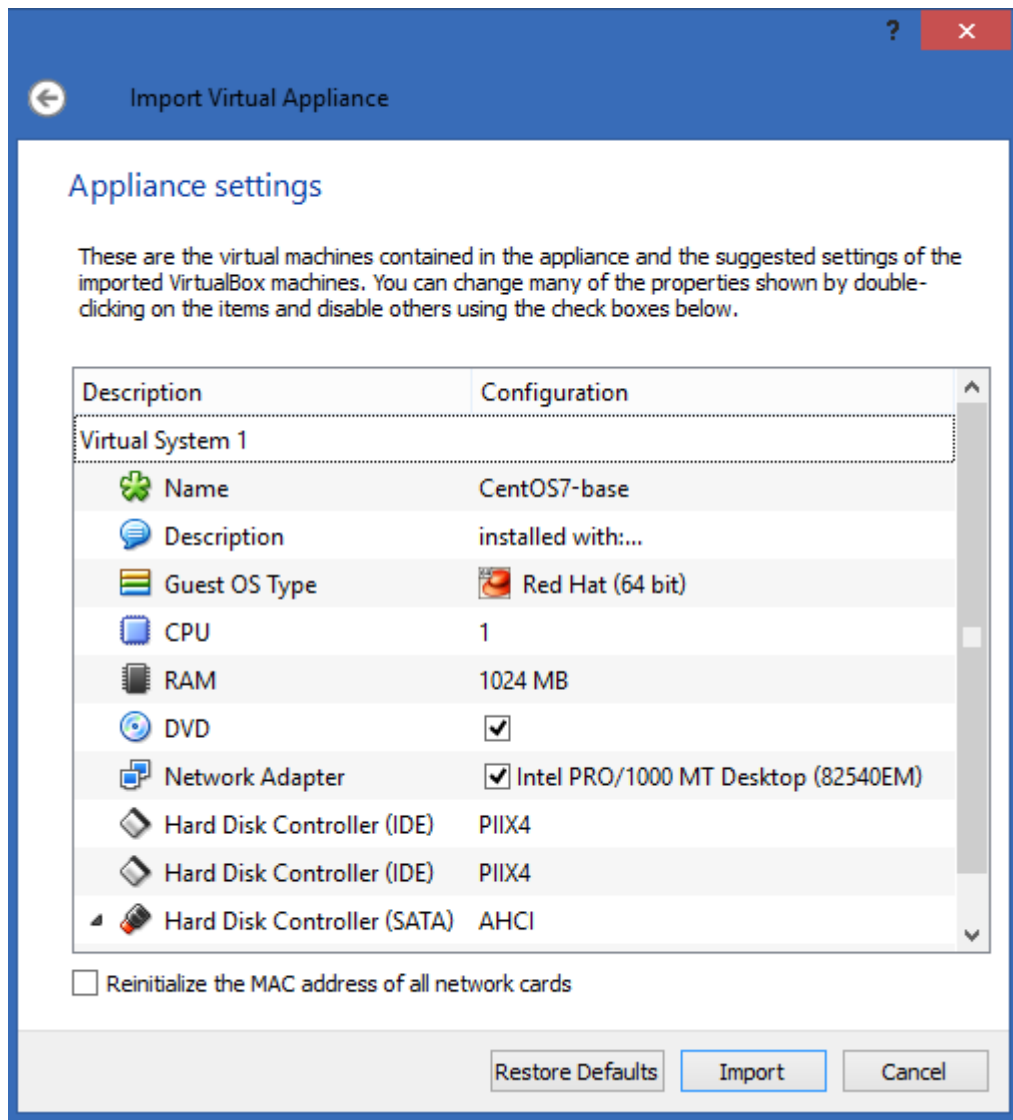 ?
Import Virtual Appliance
Appliance settings
These are the virtual machines contained in the appliance and the suggested settings of the
imported VirtualBox machines. You can change many of the properties shown by double-
clicking on the items and disable others using the check boxes below.
Description Configuration
Virtual System 1
Name CentOS7-base
Description installed with:...
Guest OS Type Red Hat (64 bit)
CPU 1
RAM 1024 MB
DVD
Network Adapter Intel PRO/1000 MT Desktop (82540EM)
Hard Disk Controller (IDE) PIIX4
Hard Disk Controller (IDE) PIIX4
Hard Disk Controller (SATA) AHCI
Reinitialize the MAC address of all network cards
Restore Defaults Import Cancel